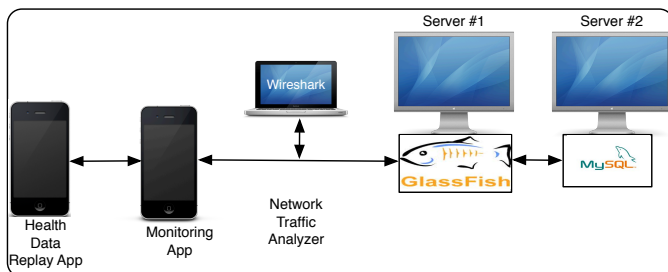 Server #1
Server #2
Wireshark
GlassFish
MySQL
Health
Data
Replay App
Monitoring
App
Network
Traffic
Analyzer